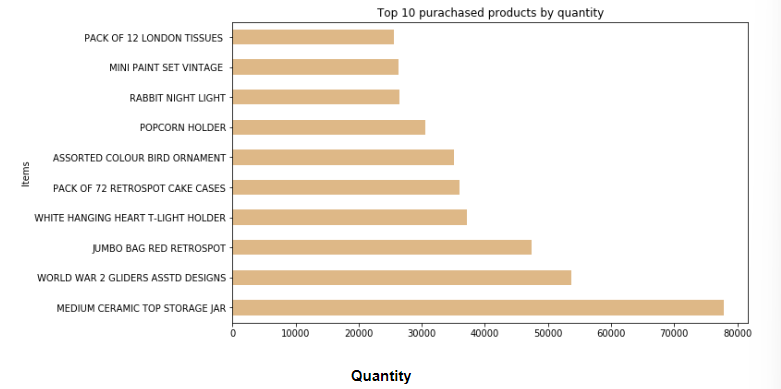 Top 10 purachased products by quantity
PACK OF 12 LONDON TISSUES
MINI PAINT SET VINTAGE
RABBIT NIGHT LIGHT
POPCORN HOLDER
ASSORTED COLOUR BIRD ORNAMENT
PACK OF 72 RETROSPOT CAKE CASES
WHITE HANGING HEART T-LIGHT HOLDER
JUMBO BAG RED RETROSPOT
WORLD WAR 2 GLIDERS ASSTD DESIGNS
MEDIUM CERAMIC TOP STORAGE JAR
Items
0 10000 20000 30000 40000 50000 60000 70000 80000
Quantity